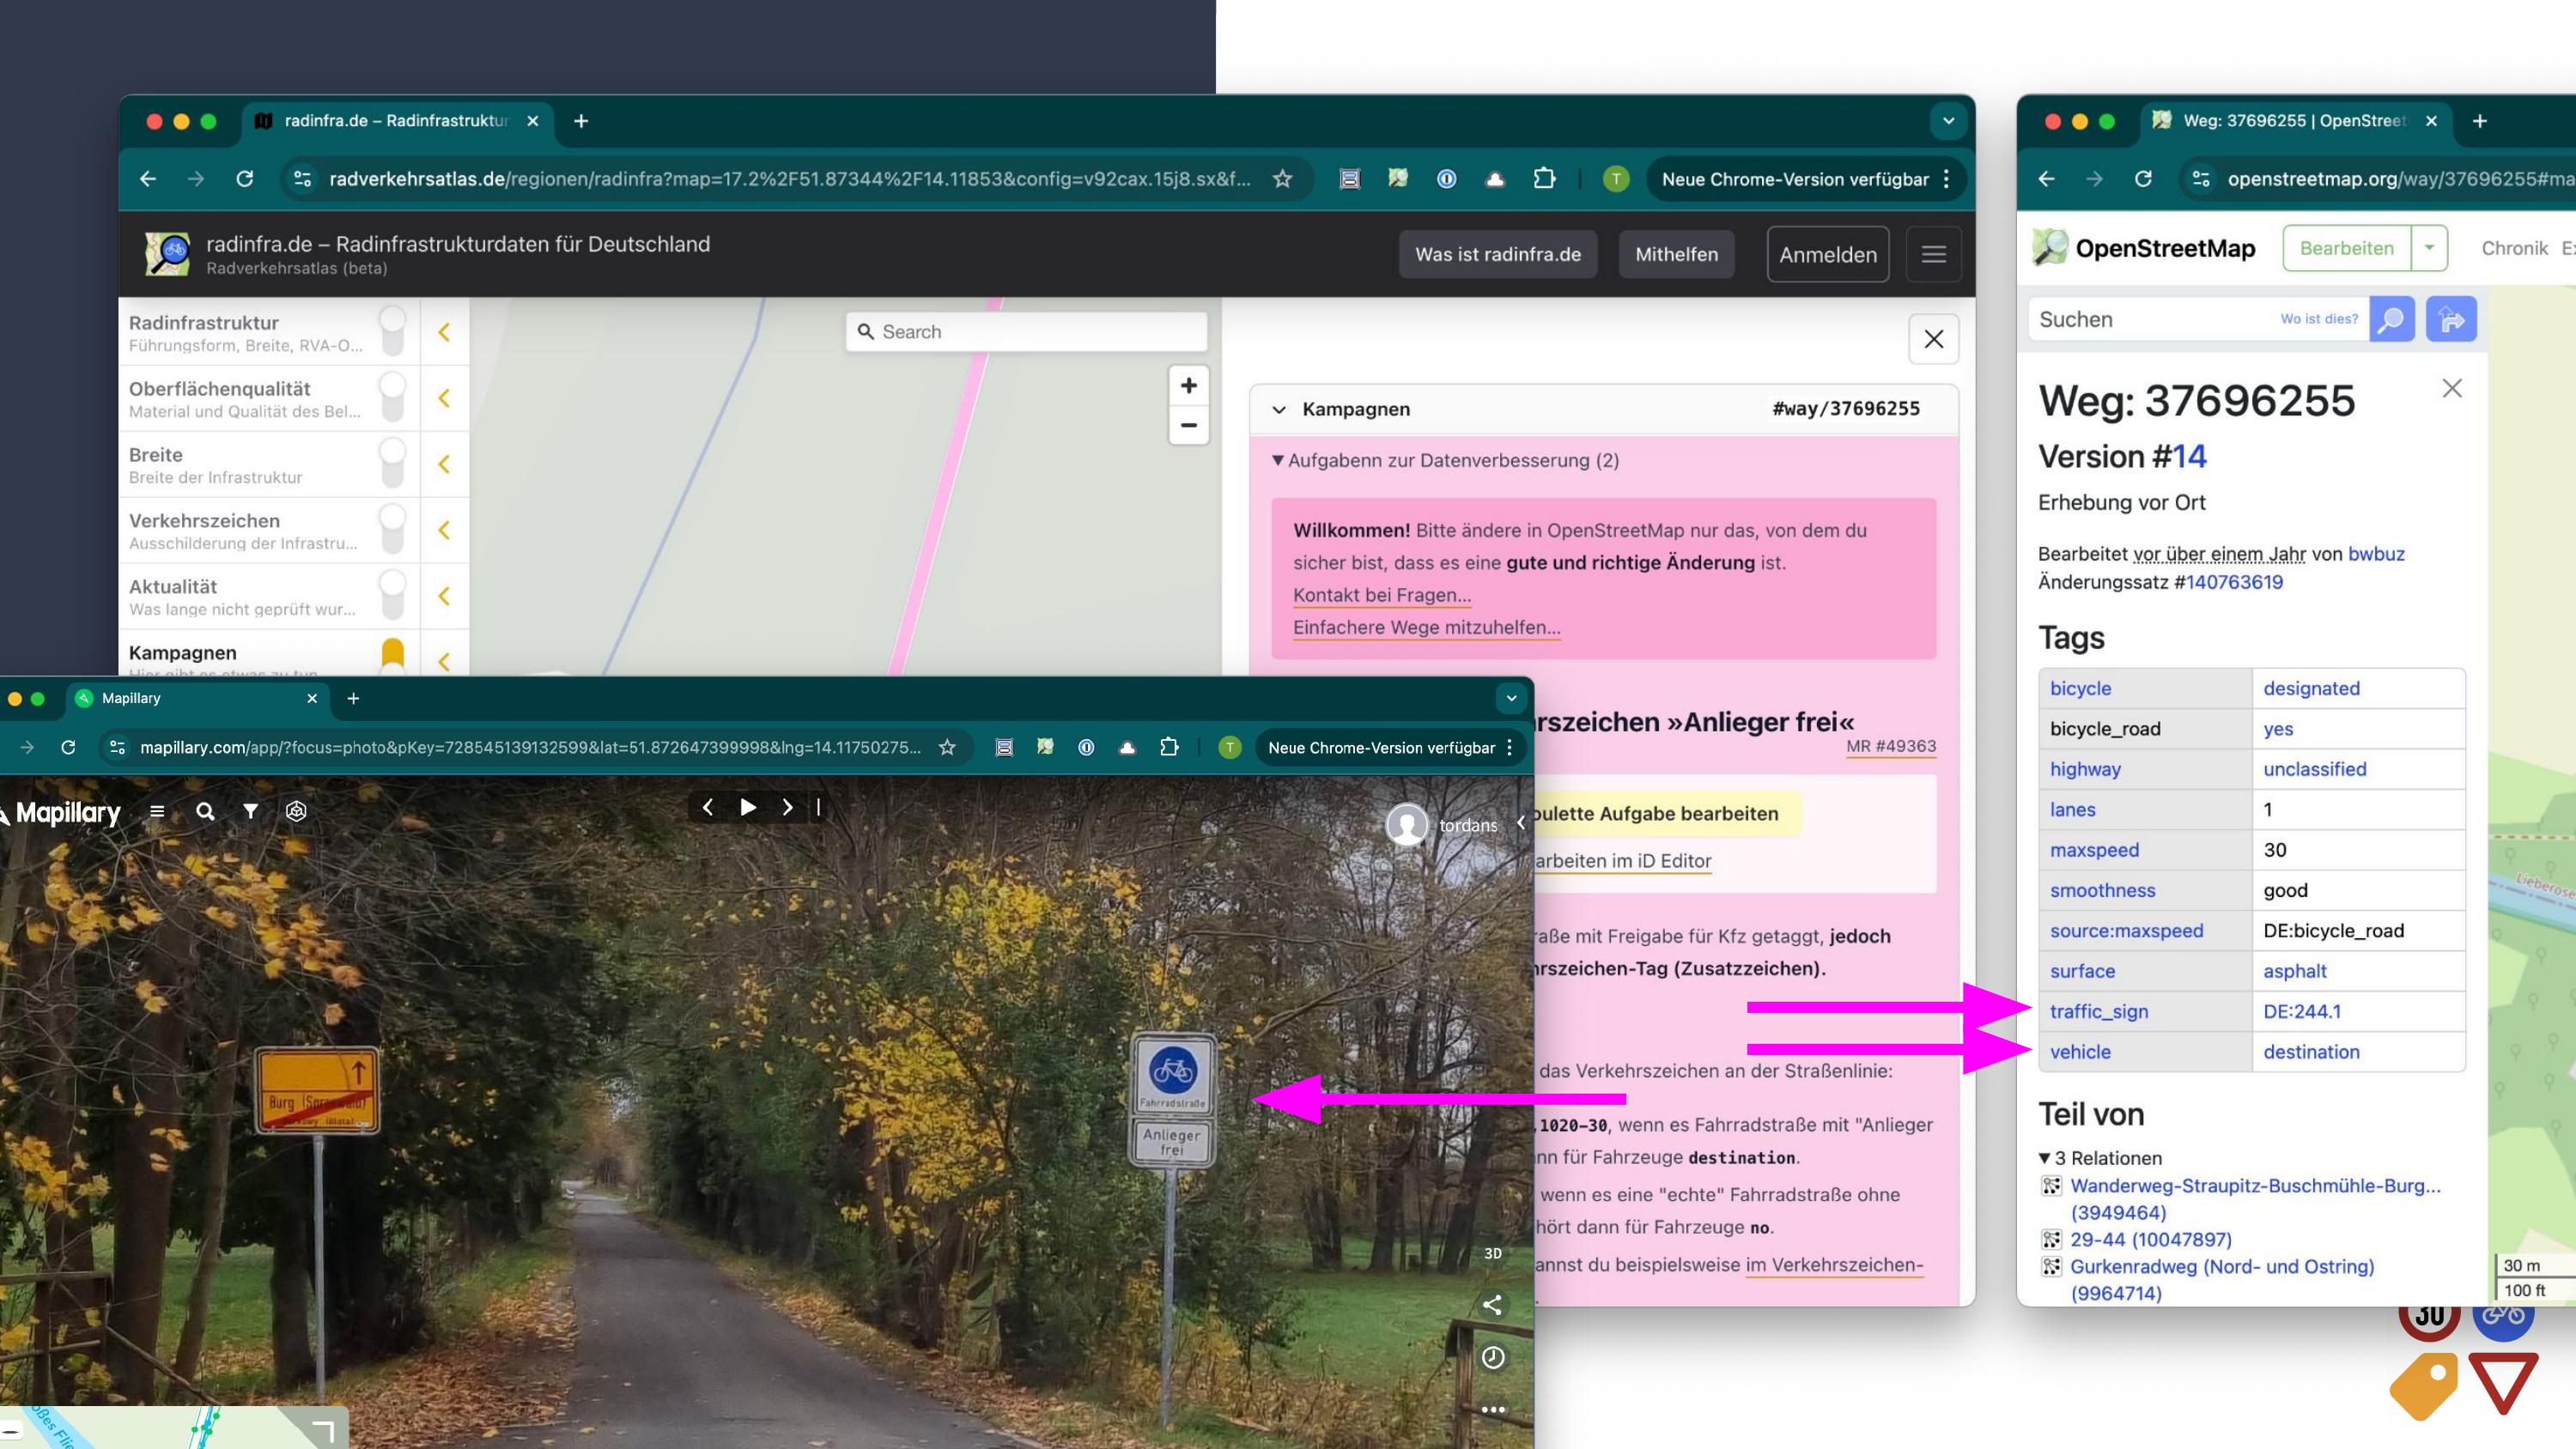 radinfra.de – Radinfrastruktur
radverkehrsatlas.de/regionen/radinfra?map=17.2%2F51.87344%2F14.11853&config=v92cax.15j8.sx&f...
T
Neue Chrome-Version verfügbar
radinfra.de – Radinfrastrukturdaten für Deutschland
Radverkehrsatlas (beta)
Was ist radinfra.de
Mithelfen
Anmelden
Radinfrastruktur
Führungsform, Breite, RVA-O...
Oberflächenqualität
Material und Qualität des Bel...
Breite
Breite der Infrastruktur
Verkehrszeichen
Ausschilderung der Infrastru...
Aktualität
Was lange nicht geprüft wur...
Kampagnen
Hier gibt es etwas zu tun
Search
+
−
Kampagnen
#way/37696255
Aufgabenn zur Datenverbesserung (2)
Willkommen! Bitte ändere in OpenStreetMap nur das, von dem du
sicher bist, dass es eine gute und richtige Änderung ist.
Kontakt bei Fragen...
Einfachere Wege mitzuhelfen...
rszeichen »Anlieger frei«
MR #49363
oulette Aufgabe bearbeiten
arbeiten im iD Editor
raße mit Freigabe für Kfz getaggt, jedoch
hrszeichen-Tag (Zusatzzeichen).
das Verkehrszeichen an der Straßenlinie:
,1020-30, wenn es Fahrradstraße mit "Anlieger
nn für Fahrzeuge destination.
wenn es eine "echte" Fahrradstraße ohne
hört dann für Fahrzeuge no.
annst du beispielsweise im Verkehrszeichen-
.
Mapillary
mapillary.com/app/?focus=photo&pKey=728545139132599&lat=51.872647399998&lng=14.11750275...
T
Neue Chrome-Version verfügbar
Mapillary
tordans
Burg (Spreewald)
Fahrradstraße
Anlieger
frei
3D
Weg: 37696255 | OpenStreet
openstreetmap.org/way/37696255#ma
OpenStreetMap
Bearbeiten
Chronik
Ex
Suchen
Wo ist dies?
Weg: 37696255
Version #14
Erhebung vor Ort
Bearbeitet vor über einem Jahr von bwbuz
Änderungssatz #140763619
Tags
bicycle designated
bicycle_road yes
highway unclassified
lanes 1
maxspeed 30
smoothness good
source:maxspeed DE:bicycle_road
surface asphalt
traffic_sign DE:244.1
vehicle destination
Teil von
3 Relationen
Wanderweg-Straupitz-Buschmühle-Burg...
(3949464)
29-44 (10047897)
Gurkenradweg (Nord- und Ostring)
(9964714)
Lieberose
30 m
100 ft
30